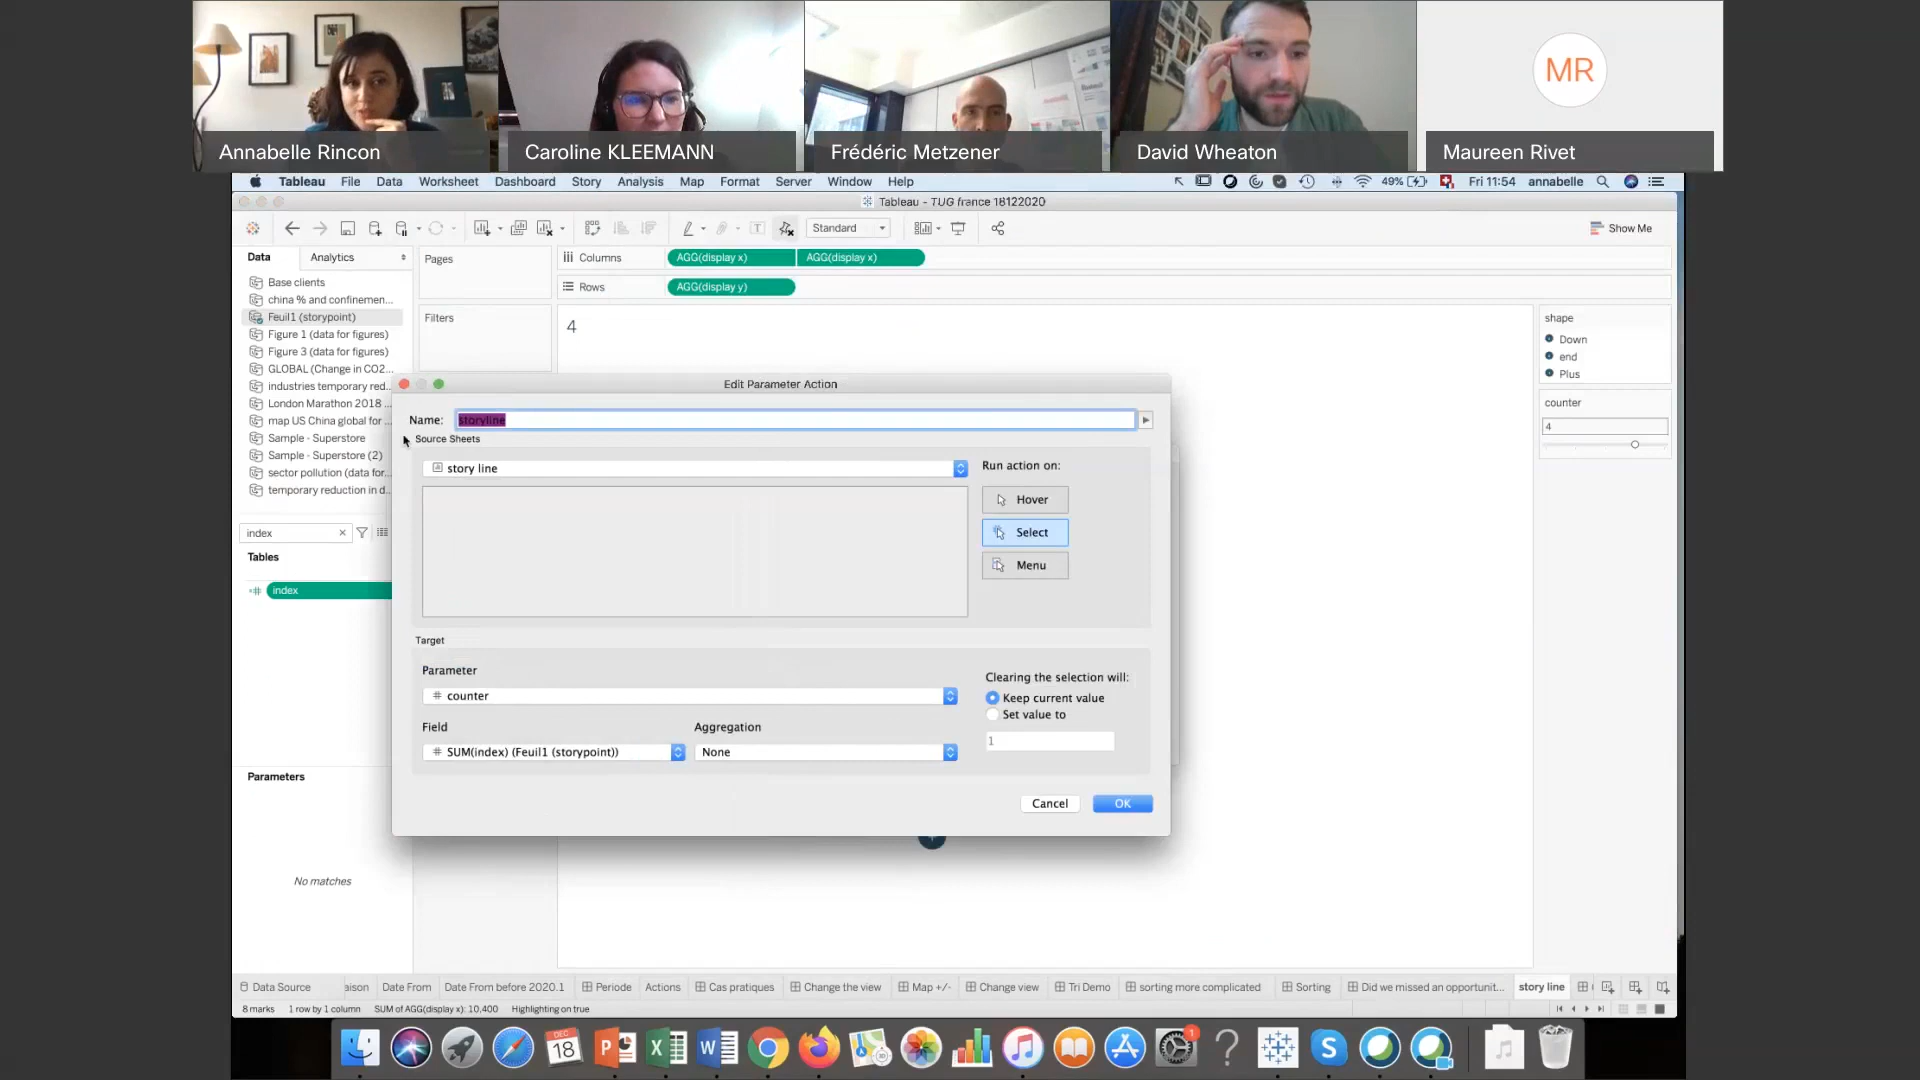 Annabelle Rincon
Caroline KLEEMANN
Frédéric Metzener
David Wheaton
MR
Maureen Rivet
Tableau File Data Worksheet Dashboard Story Analysis Map Format Server Window Help
49% Fri 11:54 annabelle
Tableau - TUG france 18122020
Standard
Show Me
Data Analytics
Pages
Columns AGG(display x) AGG(display x)
Rows AGG(display y)
Base clients
china % and confinemen...
Feuil1 (storypoint)
Figure 1 (data for figures)
Figure 3 (data for figures)
GLOBAL (Change in CO2...
industries temporary red...
London Marathon 2018 ...
map US China global for ...
Sample - Superstore
Sample - Superstore (2)
sector pollution (data for...
temporary reduction in d...
index
Tables
index
Parameters
No matches
Filters
4
shape
Down
end
Plus
counter
4
Edit Parameter Action
Name: storyline
Source Sheets
story line
Run action on:
Hover
Select
Menu
Target
Parameter
counter
Field
SUM(index) (Feuil1 (storypoint))
Aggregation
None
Clearing the selection will:
Keep current value
Set value to
1
Cancel OK
Data Source aison Date From Date From before 2020.1 Periode Actions Cas pratiques Change the view Map +/- Change view Tri Demo sorting more complicated Sorting Did we missed an opportunit... story line
8 marks 1 row by 1 column SUM of AGG(display x): 10,400 Highlighting on true
DEC
18
1